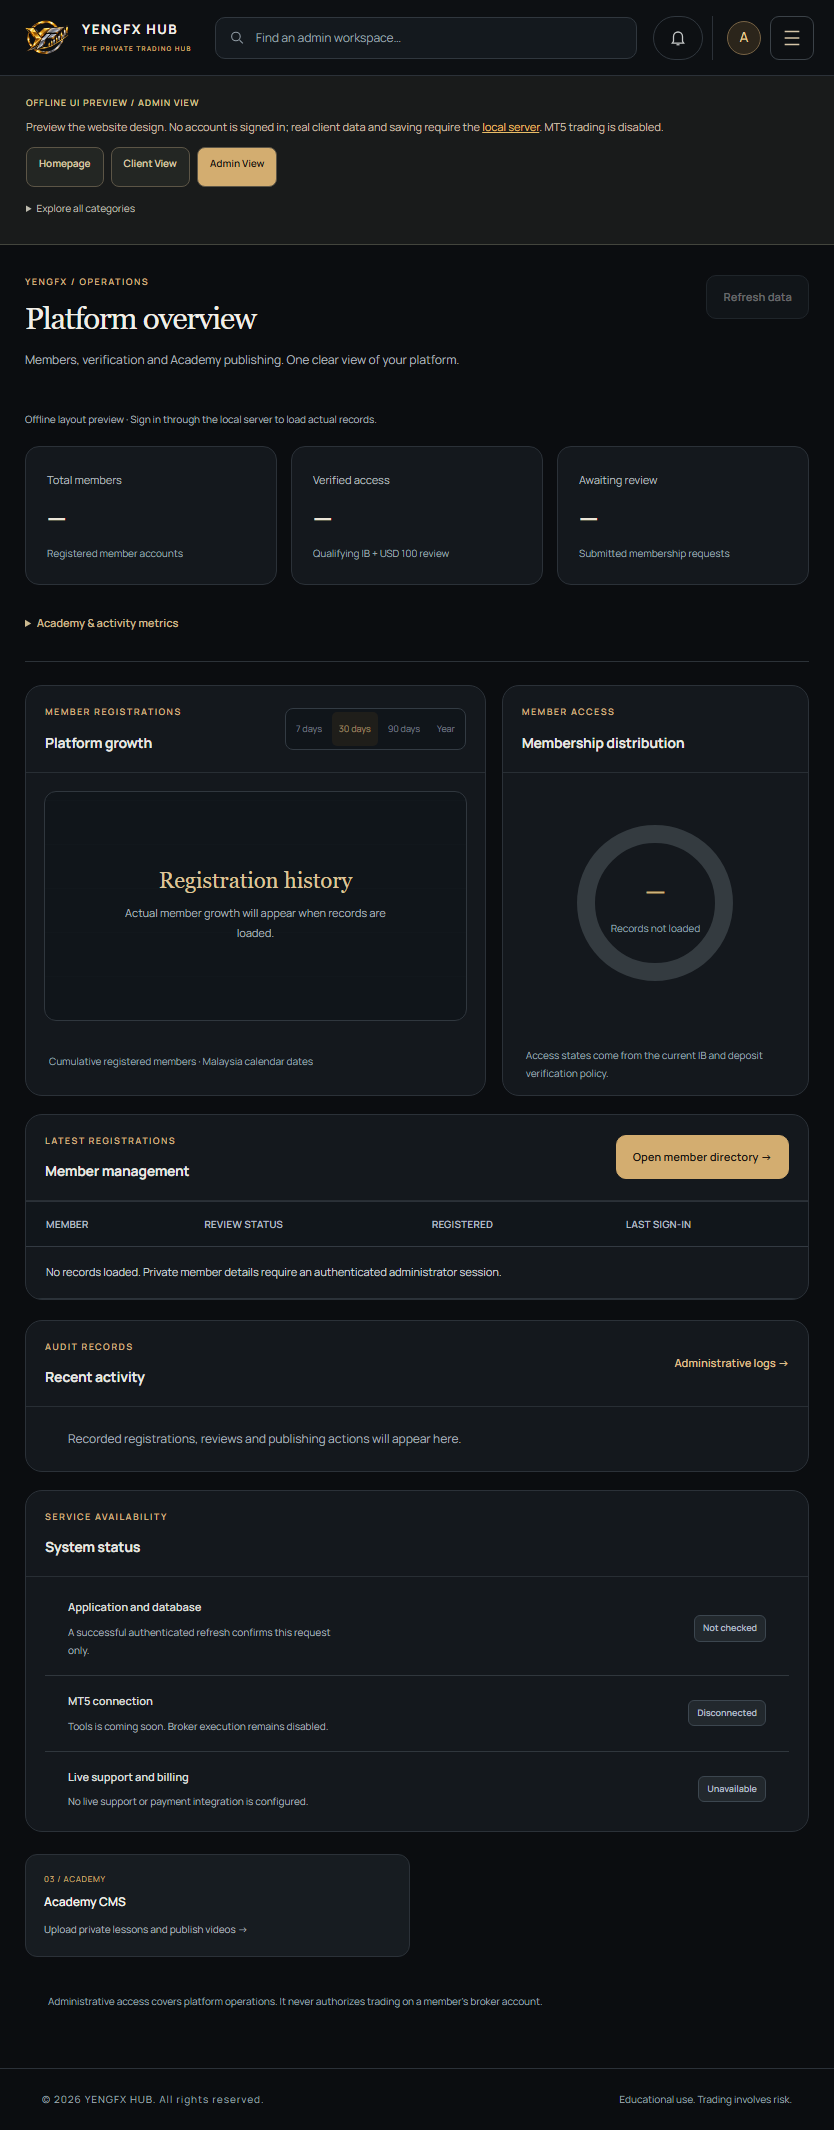 YENGFX HUB
THE PRIVATE TRADING HUB
Find an admin workspace...
A
OFFLINE UI PREVIEW / ADMIN VIEW
Preview the website design. No account is signed in; real client data and saving require the local server. MT5 trading is disabled.
Homepage
Client View
Admin View
Explore all categories
YENGFX / OPERATIONS
Refresh data
Platform overview
Members, verification and Academy publishing. One clear view of your platform.
Offline layout preview · Sign in through the local server to load actual records.
Total members
Verified access
Awaiting review
—
—
—
Registered member accounts
Qualifying IB + USD 100 review
Submitted membership requests
Academy & activity metrics
MEMBER REGISTRATIONS
Platform growth
7 days
30 days
90 days
Year
Registration history
Actual member growth will appear when records are
loaded.
Cumulative registered members · Malaysia calendar dates
MEMBER ACCESS
Membership distribution
—
Records not loaded
Access states come from the current IB and deposit
verification policy.
LATEST REGISTRATIONS
Member management
Open member directory →
MEMBER
REVIEW STATUS
REGISTERED
LAST SIGN-IN
No records loaded. Private member details require an authenticated administrator session.
AUDIT RECORDS
Recent activity
Administrative logs →
Recorded registrations, reviews and publishing actions will appear here.
SERVICE AVAILABILITY
System status
Application and database
A successful authenticated refresh confirms this request
only.
Not checked
MT5 connection
Tools is coming soon. Broker execution remains disabled.
Disconnected
Live support and billing
No live support or payment integration is configured.
Unavailable
03 / ACADEMY
Academy CMS
Upload private lessons and publish videos →
Administrative access covers platform operations. It never authorizes trading on a member's broker account.
© 2026 YENGFX HUB. All rights reserved.
Educational use. Trading involves risk.